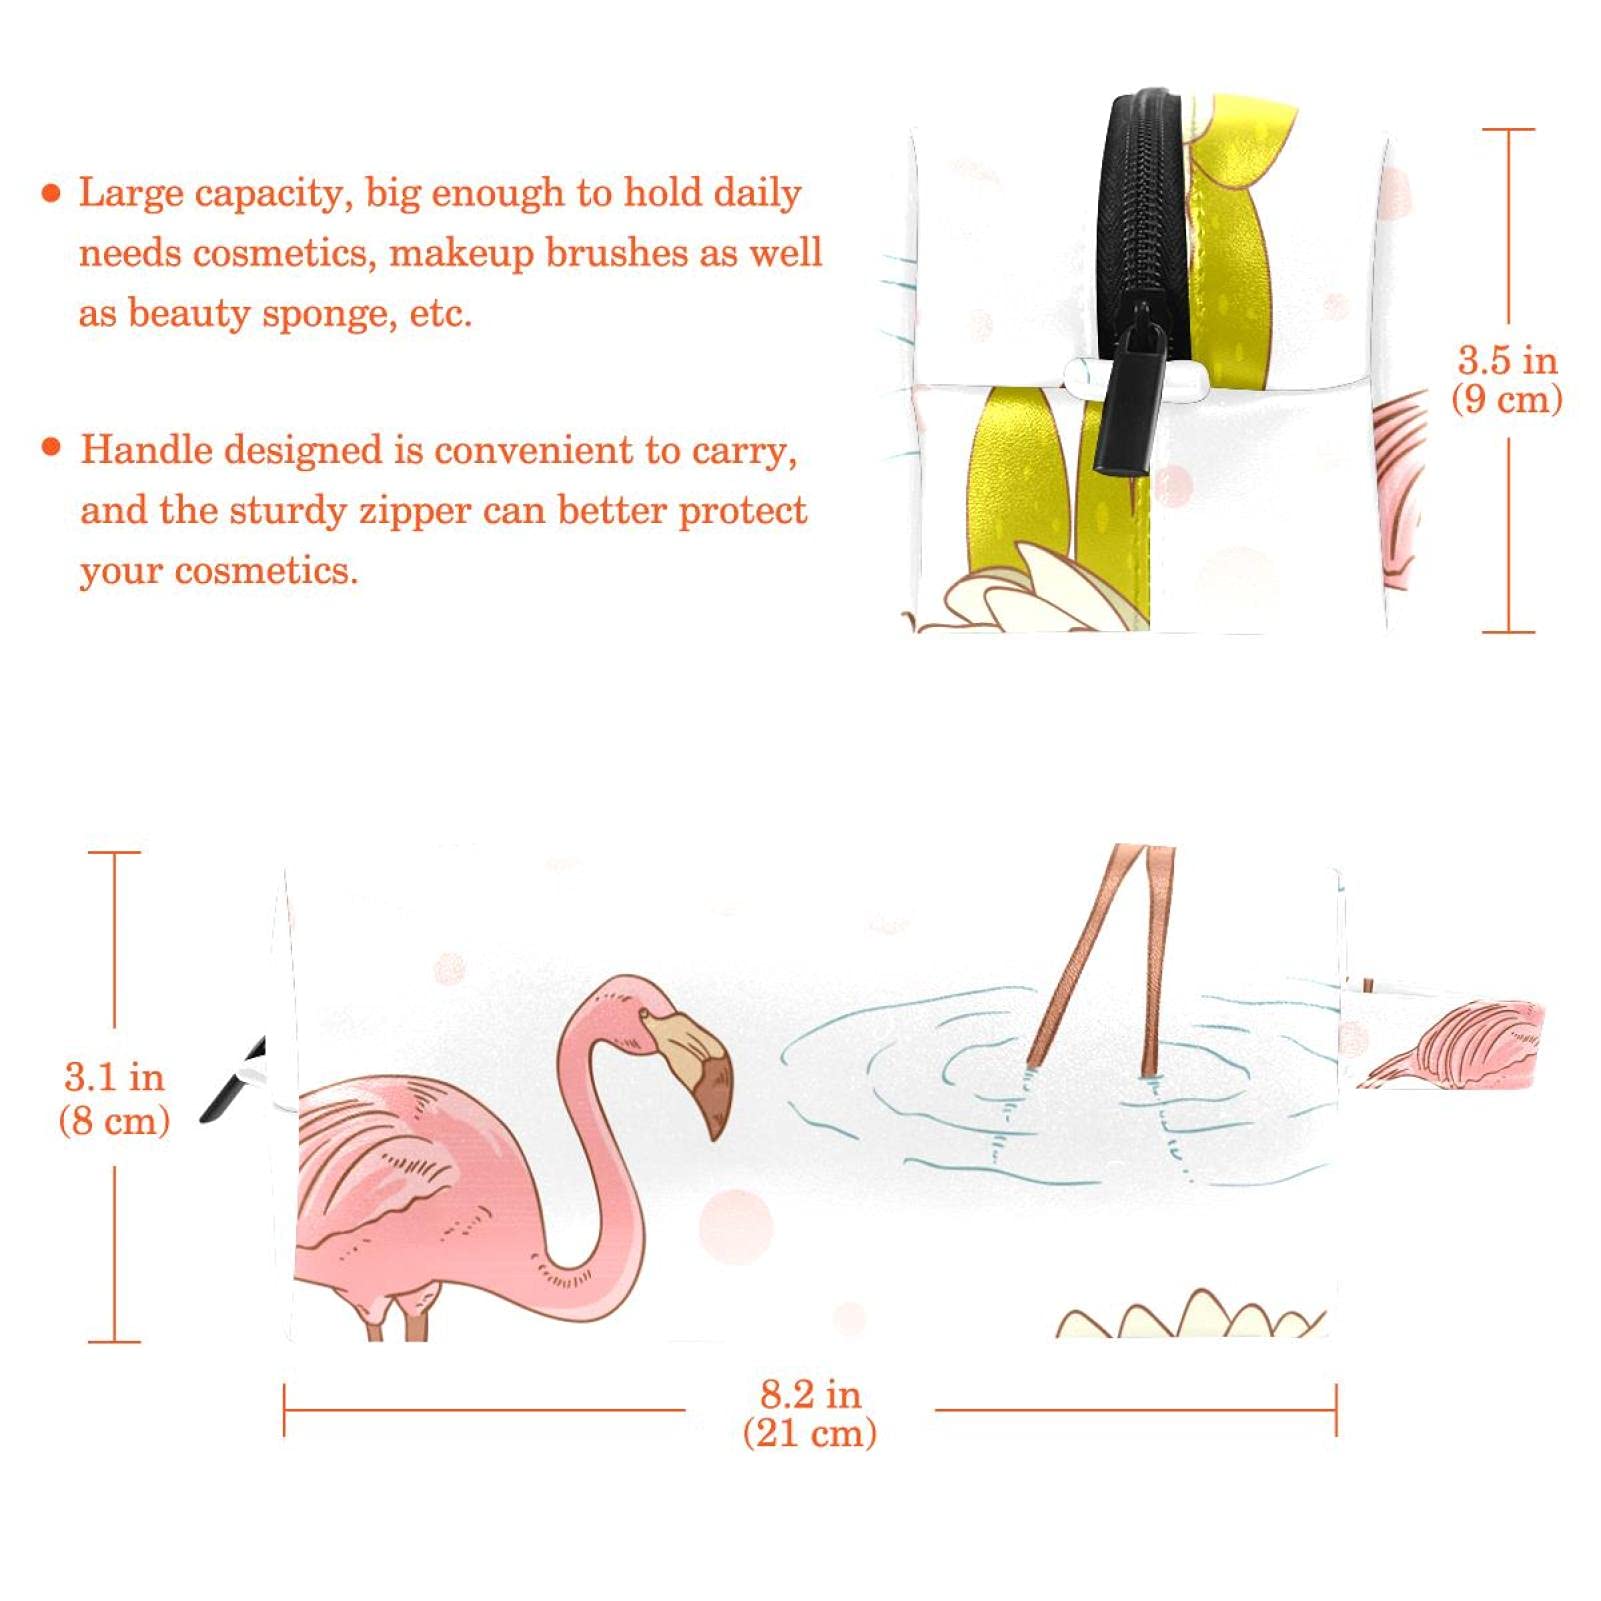 Large capacity, big enough to hold daily
needs cosmetics, makeup brushes as well
as beauty sponge, etc.
Handle designed is convenient to carry,
and the sturdy zipper can better protect
your cosmetics.
3.5 in
(9 cm)
3.1 in
(8 cm)
8.2 in
(21 cm)